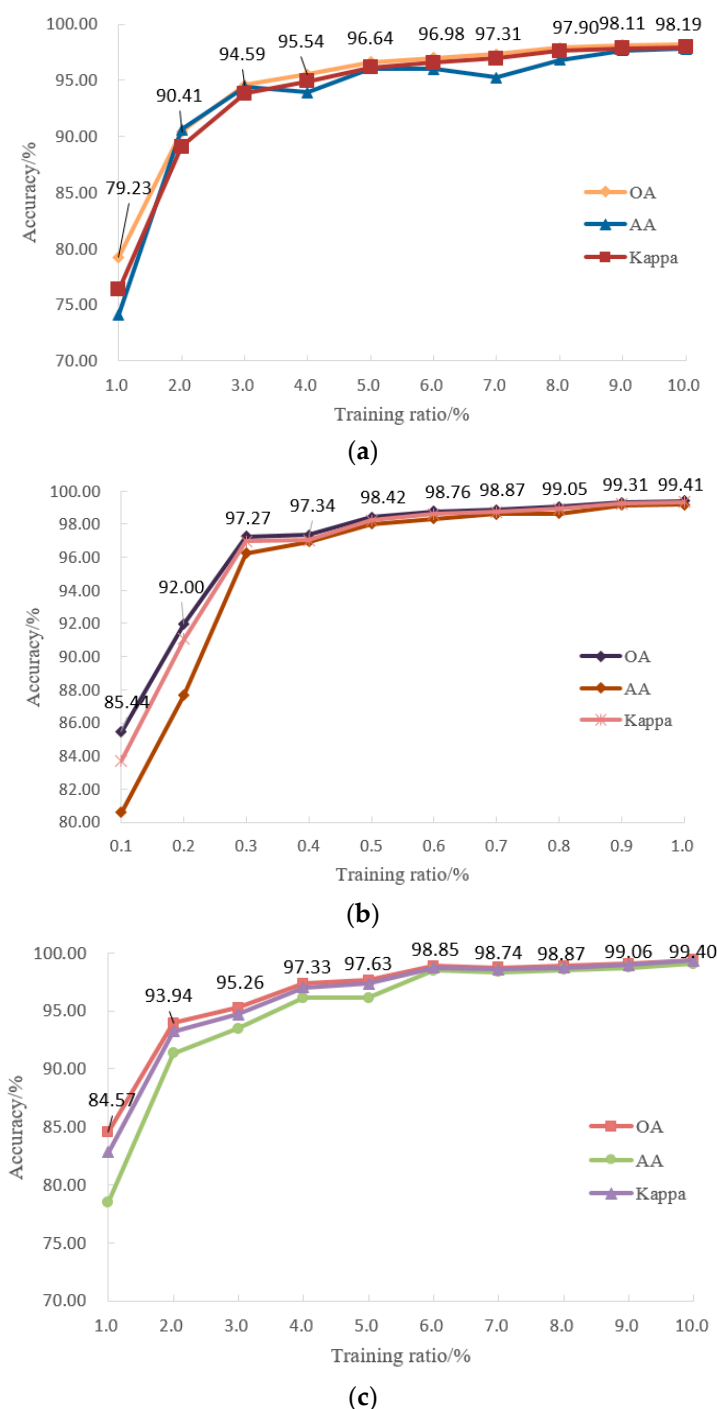 79.23 90.41 94.59 95.54 96.64 96.98 97.31 97.90 98.11 98.19
100.00
95.00
90.00
85.00
80.00
75.00
70.00
Accuracy/%
OA
AA
Kappa
1.0 2.0 3.0 4.0 5.0 6.0 7.0 8.0 9.0 10.0
Training ratio/%
(a)
85.44 92.00 97.27 97.34 98.42 98.76 98.87 99.05 99.31 99.41
100.00
98.00
96.00
94.00
92.00
90.00
88.00
86.00
84.00
82.00
80.00
Accuracy/%
OA
AA
Kappa
0.1 0.2 0.3 0.4 0.5 0.6 0.7 0.8 0.9 1.0
Training ratio/%
(b)
84.57 93.94 95.26 97.33 97.63 98.85 98.74 98.87 99.06 99.40
100.00
95.00
90.00
85.00
80.00
75.00
70.00
Accuracy/%
OA
AA
Kappa
1.0 2.0 3.0 4.0 5.0 6.0 7.0 8.0 9.0 10.0
Training ratio/%
(c)